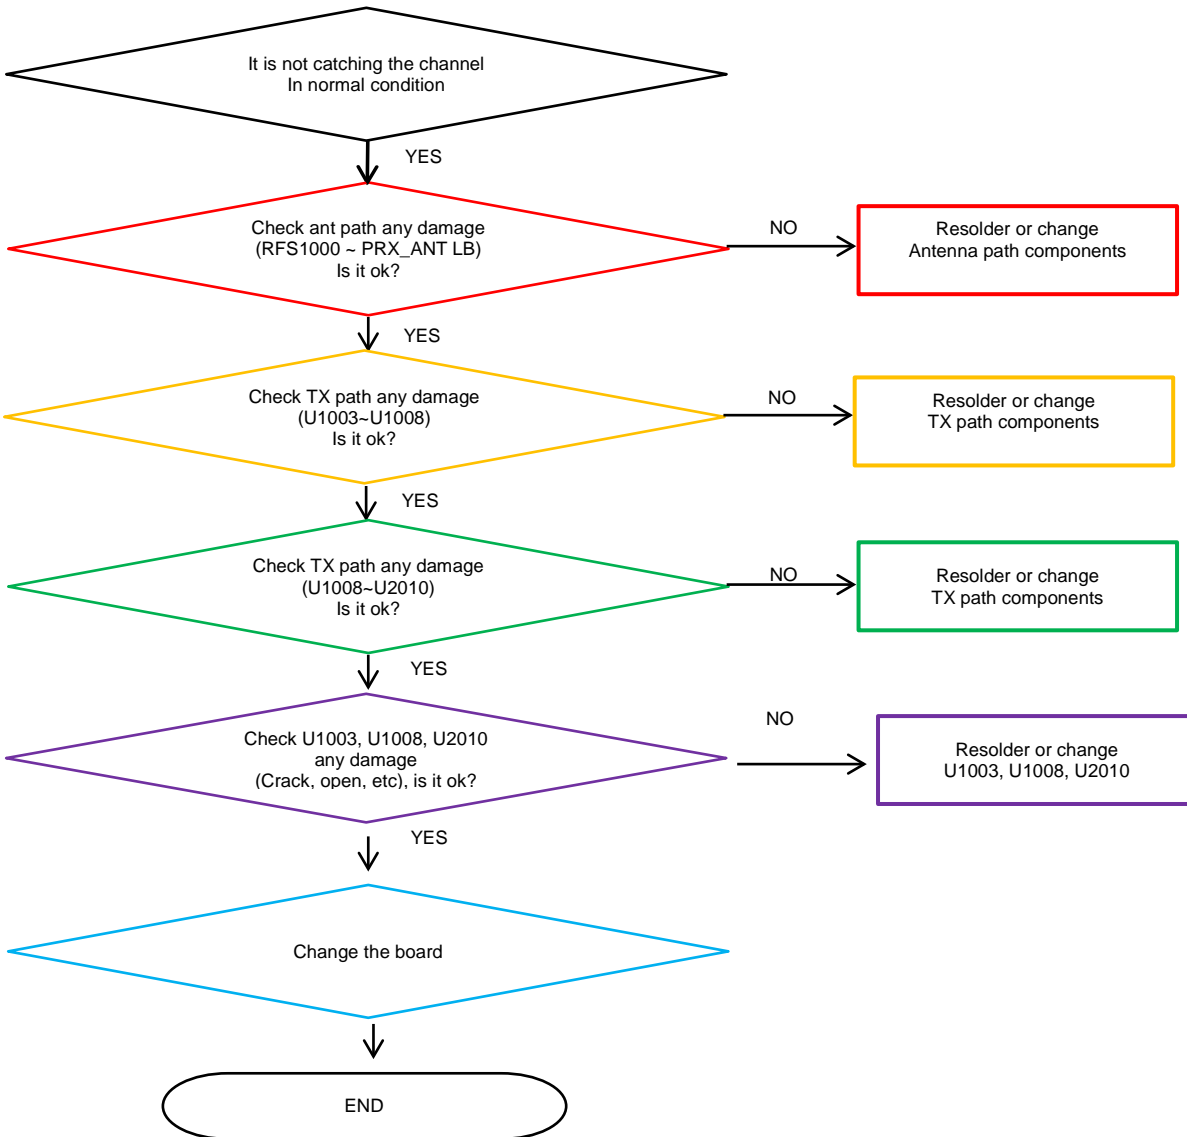 It is not catching the channel
In normal condition
YES
Check ant path any damage
(RFS1000 ~ PRX_ANT LB)
Is it ok?
NO
Resolder or change
Antenna path components
YES
Check TX path any damage
(U1003~U1008)
Is it ok?
NO
Resolder or change
TX path components
YES
Check TX path any damage
(U1008~U2010)
Is it ok?
NO
Resolder or change
TX path components
YES
Check U1003, U1008, U2010
any damage
(Crack, open, etc), is it ok?
NO
Resolder or change
U1003, U1008, U2010
YES
Change the board
END